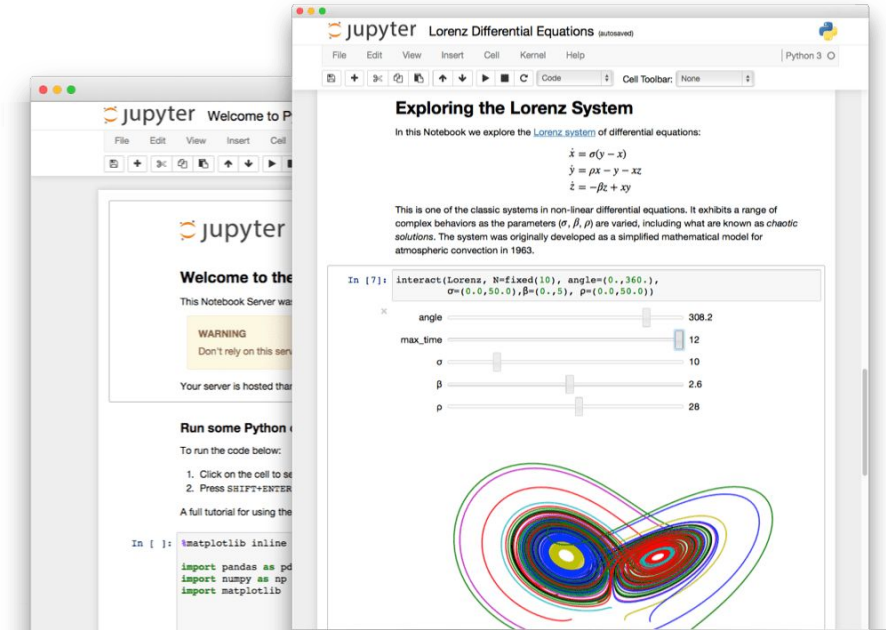 jupyter Lorenz Differential Equations (autosaved)
File Edit View Insert Cell Kernel Help Python 3
Code Cell Toolbar: None
Exploring the Lorenz System
In this Notebook we explore the Lorenz system of differential equations:
ẋ = σ(y − x)
ẏ = ρx − y − xz
ż = −βz + xy
This is one of the classic systems in non-linear differential equations. It exhibits a range of
complex behaviors as the parameters (σ, β, ρ) are varied, including what are known as chaotic
solutions. The system was originally developed as a simplified mathematical model for
atmospheric convection in 1963.
In [7]: interact(Lorenz, N=fixed(10), angle=(0.,360.),
σ=(0.0,50.0),β=(0.,5), ρ=(0.0,50.0))
angle 308.2
max_time 12
σ 10
β 2.6
ρ 28
jupyter Welcome to P
File Edit View Insert Cell
jupyter
Welcome to the
This Notebook Server was
WARNING
Don't rely on this serv
Your server is hosted than
Run some Python
To run the code below:
1. Click on the cell to se
2. Press SHIFT+ENTER
A full tutorial for using the
In [ ]: %matplotlib inline
import pandas as pd
import numpy as np
import matplotlib